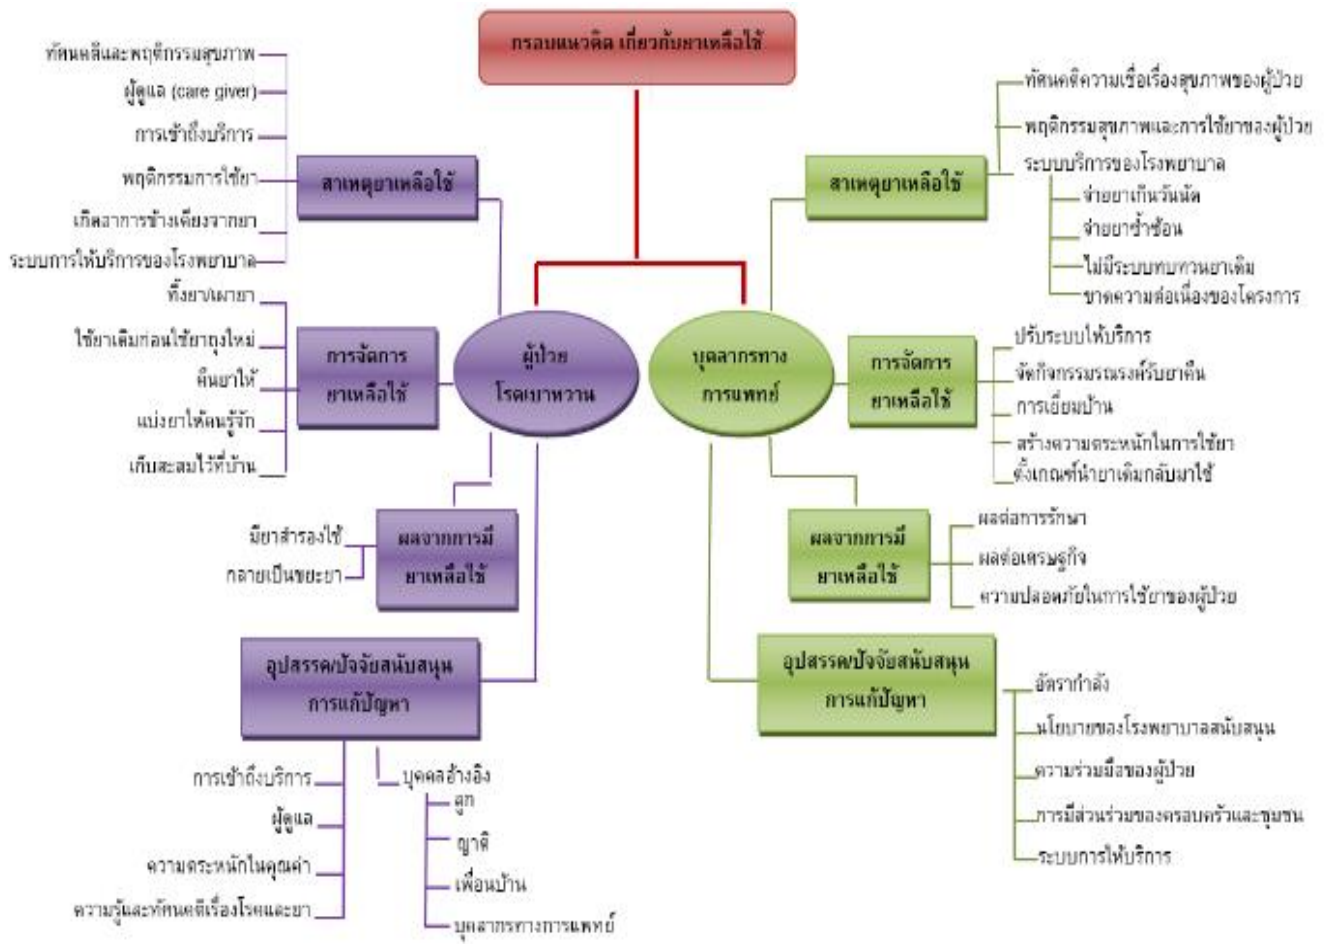 กรอบแนวคิด เกี่ยวกับยาเหลือใช้
ทัศนคติและพฤติกรรมสุขภาพ
ผู้ดูแล (care giver)
การเข้าถึงบริการ
พฤติกรรมการใช้ยา
เกิดอาการข้างเคียงจากยา
ระบบการให้บริการของโรงพยาบาล
สาเหตุยาเหลือใช้
ทิ้งยา/เผายา
ใช้ยาเดิมก่อนใช้ยาถุงใหม่
คืนยาให้
แบ่งยาให้คนรู้จัก
เก็บสะสมไว้ที่บ้าน
การจัดการ
ยาเหลือใช้
ผู้ป่วย
โรคเบาหวาน
มียาสำรองใช้
กลายเป็นขยะยา
ผลจากการมี
ยาเหลือใช้
อุปสรรค/ปัจจัยสนับสนุน
การแก้ปัญหา
การเข้าถึงบริการ
ผู้ดูแล
ความตระหนักในคุณค่า
ความรู้และทัศนคติเรื่องโรคและยา
บุคคลอ้างอิง
ลูก
ญาติ
เพื่อนบ้าน
บุคลากรทางการแพทย์
บุคลากรทาง
การแพทย์
สาเหตุยาเหลือใช้
ทัศนคติความเชื่อเรื่องสุขภาพของผู้ป่วย
พฤติกรรมสุขภาพและการใช้ยาของผู้ป่วย
ระบบบริการของโรงพยาบาล
จ่ายยาเกินวันนัด
จ่ายยาซ้ำซ้อน
ไม่มีระบบทบทวนยาเดิม
ขาดความต่อเนื่องของโครงการ
การจัดการ
ยาเหลือใช้
ปรับระบบให้บริการ
จัดกิจกรรมรณรงค์รับยาคืน
การเยี่ยมบ้าน
สร้างความตระหนักในการใช้ยา
ตั้งเกณฑ์นำยาเดิมกลับมาใช้
ผลจากการมี
ยาเหลือใช้
ผลต่อการรักษา
ผลต่อเศรษฐกิจ
ความปลอดภัยในการใช้ยาของผู้ป่วย
อุปสรรค/ปัจจัยสนับสนุน
การแก้ปัญหา
อัตรากำลัง
นโยบายของโรงพยาบาลสนับสนุน
ความร่วมมือของผู้ป่วย
การมีส่วนร่วมของครอบครัวและชุมชน
ระบบการให้บริการ